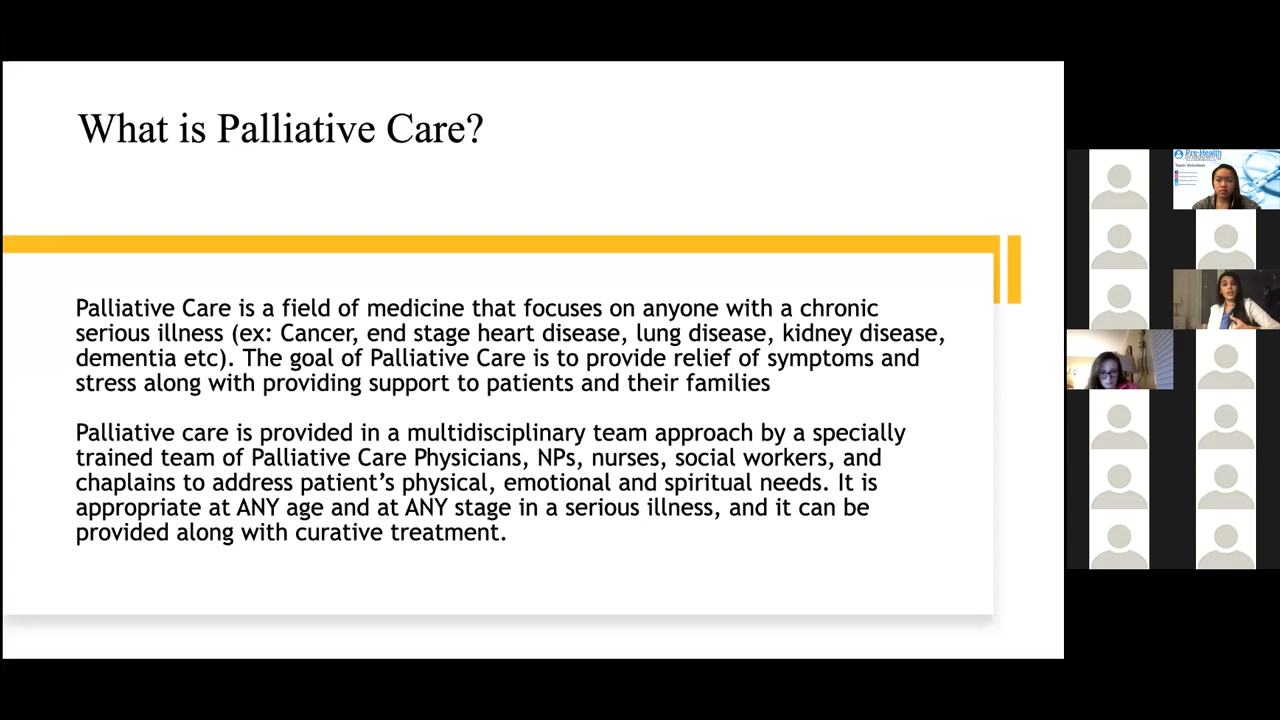 What is Palliative Care?
Palliative Care is a field of medicine that focuses on anyone with a chronic
serious illness (ex: Cancer, end stage heart disease, lung disease, kidney disease,
dementia etc). The goal of Palliative Care is to provide relief of symptoms and
stress along with providing support to patients and their families
Palliative care is provided in a multidisciplinary team approach by a specially
trained team of Palliative Care Physicians, NPs, nurses, social workers, and
chaplains to address patient’s physical, emotional and spiritual needs. It is
appropriate at ANY age and at ANY stage in a serious illness, and it can be
provided along with curative treatment.
Pre-Health
Shadowing
Team Volunteer